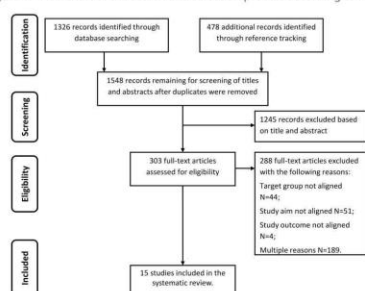 Identification
1326 records identified through
database searching
478 additional records identified
through reference tracking
1548 records remaining for screening of titles
and abstracts after duplicates were removed
Screening
1245 records excluded based
on title and abstract
Eligibility
303 full-text articles
assessed for eligibility
288 full-text articles excluded
with the following reasons:
Target group not aligned
N=44;
Study aim not aligned N=51;
Study outcome not aligned
N=4;
Multiple reasons N=189.
Included
15 studies included in the
systematic review.